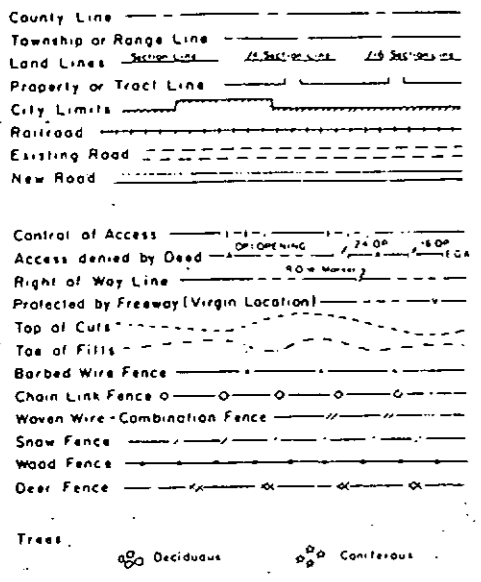 County Line
Township or Range Line
Land Lines Section Line 1/4 Section Line 1/16 Section Line
Property or Tract Line
City Limits
Railroad
Existing Road
New Road
Control of Access
Access denied by Deed OP:OPENING 24 OP 16 OP
Right of Way Line R.O.W. Marker
Protected by Freeway (Virgin Location)
Top of Cuts
Toe of Fills
Barbed Wire Fence
Chain Link Fence
Woven Wire - Combination Fence
Snow Fence
Wood Fence
Deer Fence
Trees
Deciduous Coniferous